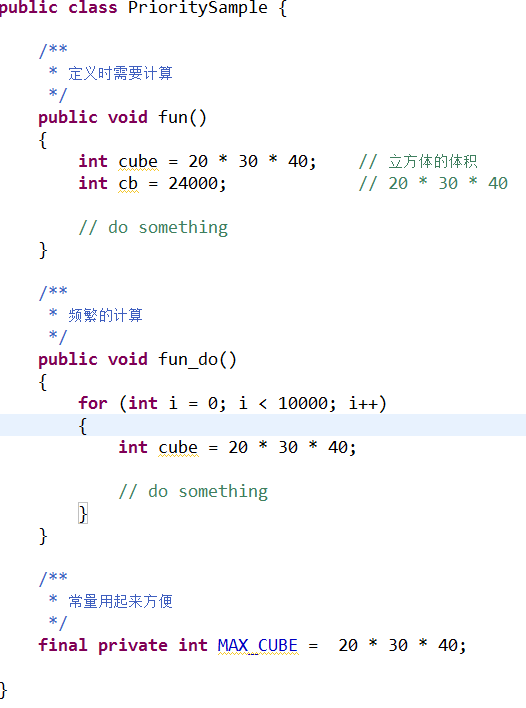 public class PrioritySample {
/**
* 定义时需要计算
*/
public void fun()
{
int cube = 20 * 30 * 40; // 立方体的体积
int cb = 24000; // 20 * 30 * 40
// do something
}
/**
* 频繁的计算
*/
public void fun_do()
{
for (int i = 0; i < 10000; i++)
{
int cube = 20 * 30 * 40;
// do something
}
}
/**
* 常量用起来方便
*/
final private int MAX_CUBE = 20 * 30 * 40;
}